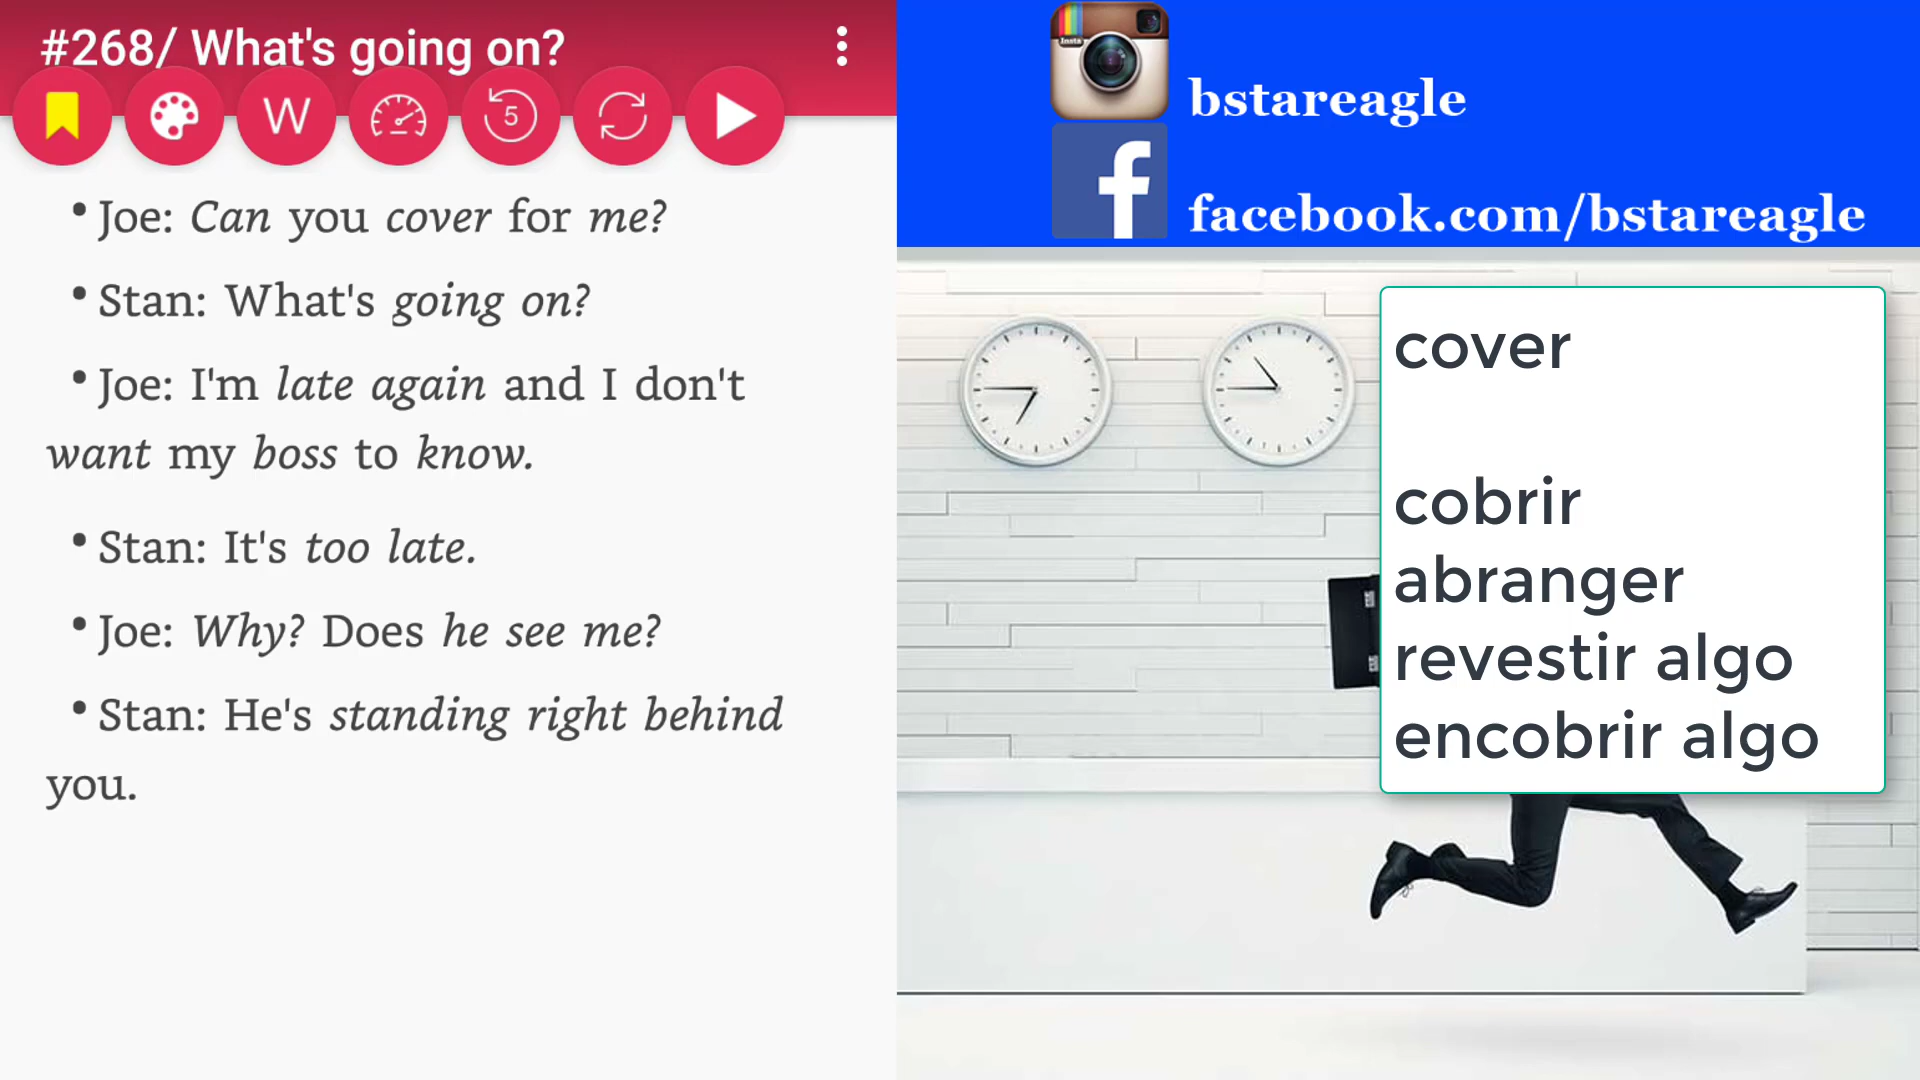 #268/ What's going on?
W
5
• Joe: Can you cover for me?
• Stan: What's going on?
• Joe: I'm late again and I don't
want my boss to know.
• Stan: It's too late.
• Joe: Why? Does he see me?
• Stan: He's standing right behind
you.
Insta
bstareagle
f
facebook.com/bstareagle
cover
cobrir
abranger
revestir algo
encobrir algo